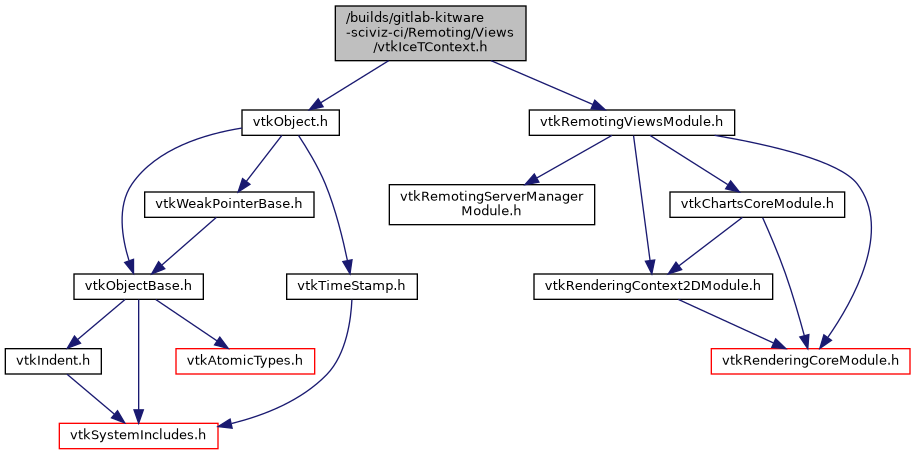 /builds/gitlab-kitware
-sciviz-ci/Remoting/Views
/vtkIceTContext.h
vtkObject.h
vtkRemotingViewsModule.h
vtkWeakPointerBase.h
vtkRemotingServerManager
Module.h
vtkChartsCoreModule.h
vtkObjectBase.h
vtkTimeStamp.h
vtkRenderingContext2DModule.h
vtkIndent.h
vtkAtomicTypes.h
vtkRenderingCoreModule.h
vtkSystemIncludes.h